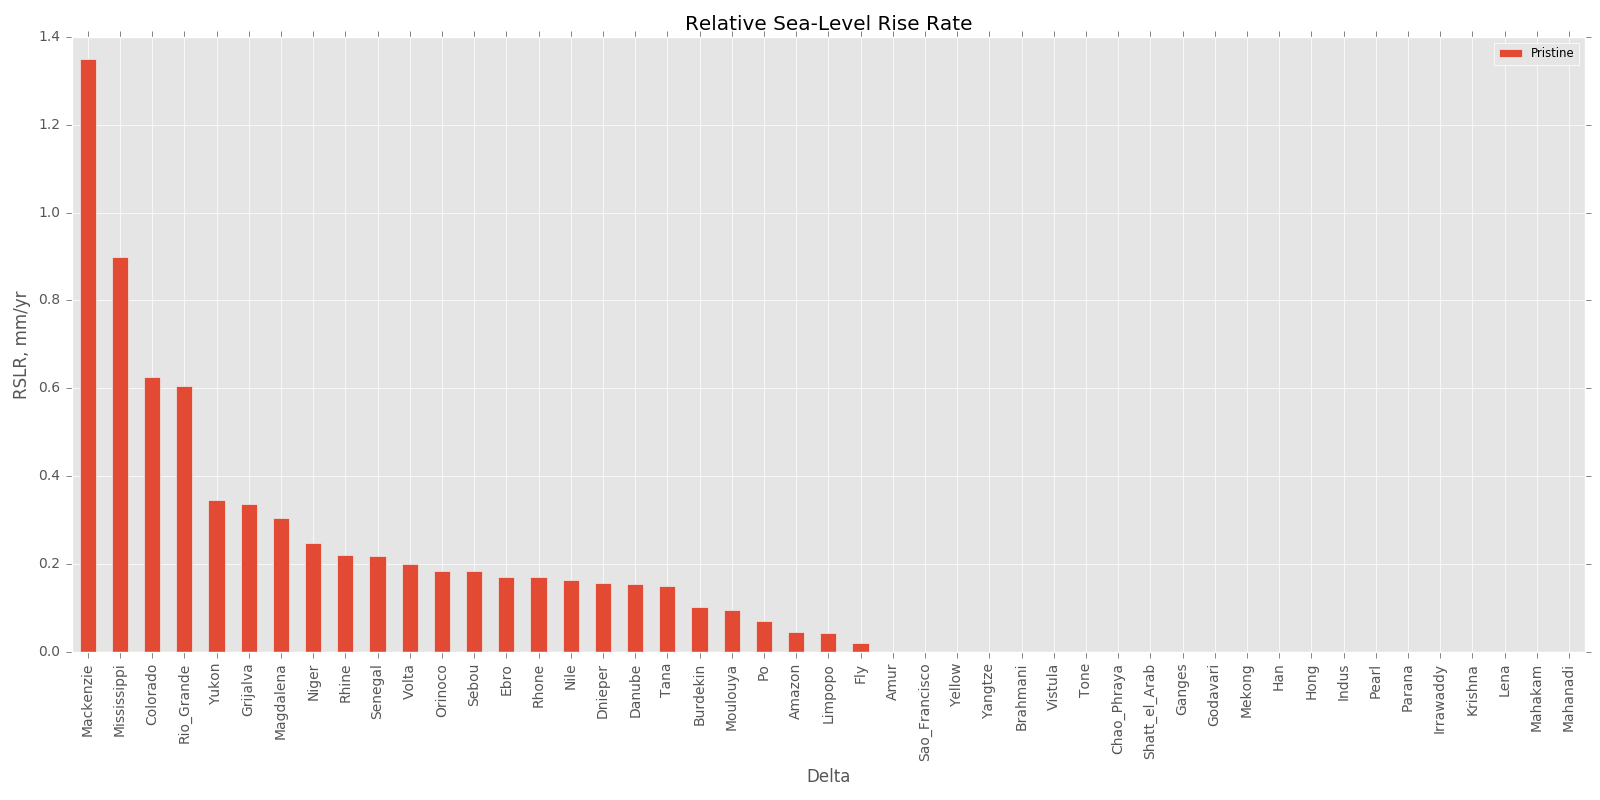 Relative Sea-Level Rise Rate
Pristine
RSLR, mm/yr
1.4
1.2
1.0
0.8
0.6
0.4
0.2
0.0
Mackenzie
Mississippi
Colorado
Rio_Grande
Yukon
Grijalva
Magdalena
Niger
Rhine
Senegal
Volta
Orinoco
Sebou
Ebro
Rhone
Nile
Dnieper
Danube
Tana
Burdekin
Moulouya
Po
Amazon
Limpopo
Fly
Amur
Sao_Francisco
Yellow
Yangtze
Brahmani
Vistula
Tone
Chao_Phraya
Shatt_el_Arab
Ganges
Godavari
Mekong
Han
Hong
Indus
Pearl
Parana
Irrawaddy
Krishna
Lena
Mahakam
Mahanadi
Delta